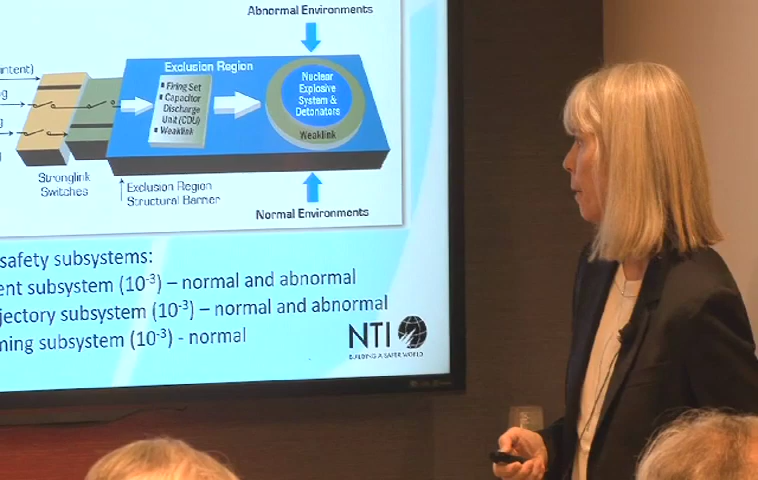 Abnormal Environments
intent)
Exclusion Region
Firing Set
Capacitor
Discharge
Unit (CDU)
Weaklink
Nuclear
Explosive
System &
Detonators
Weaklink
Stronglink
Switches
Exclusion Region
Structural Barrier
Normal Environments
safety subsystems:
ent subsystem (10-3) – normal and abnormal
jectory subsystem (10-3) – normal and abnormal
ming subsystem (10-3) - normal
NTI
BUILDING A SAFER WORLD